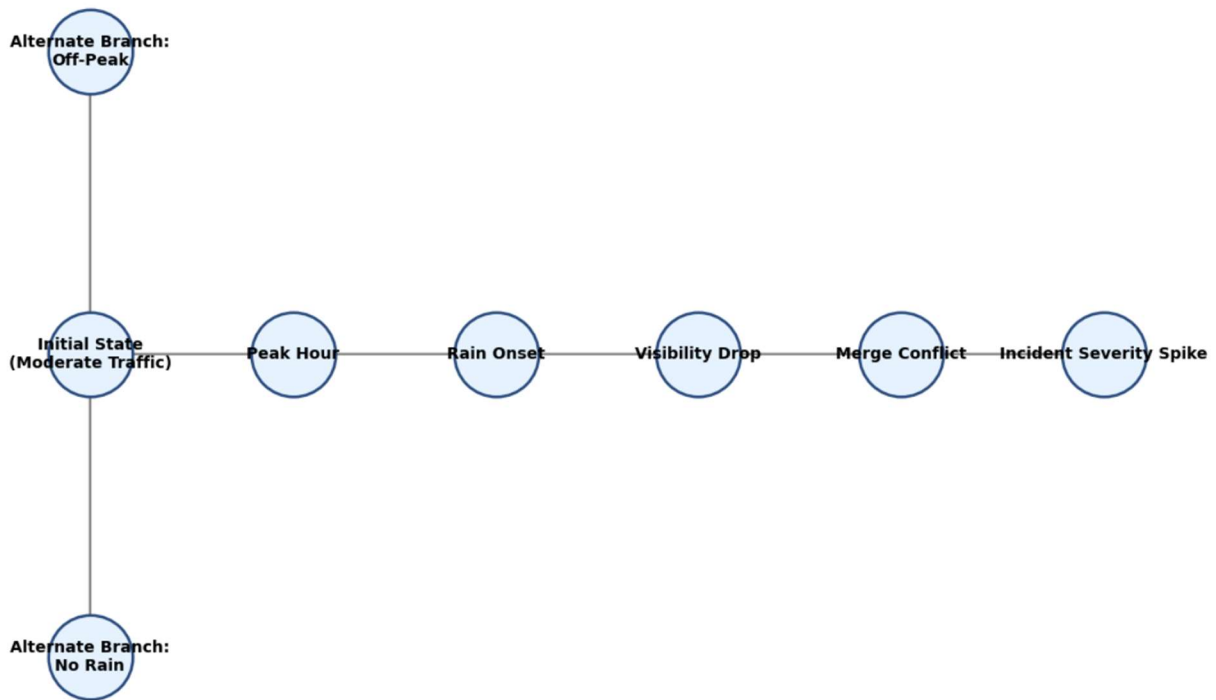 Alternate Branch:
Off-Peak
Initial State
(Moderate Traffic)
Peak Hour
Rain Onset
Visibility Drop
Merge Conflict
Incident Severity Spike
Alternate Branch:
No Rain